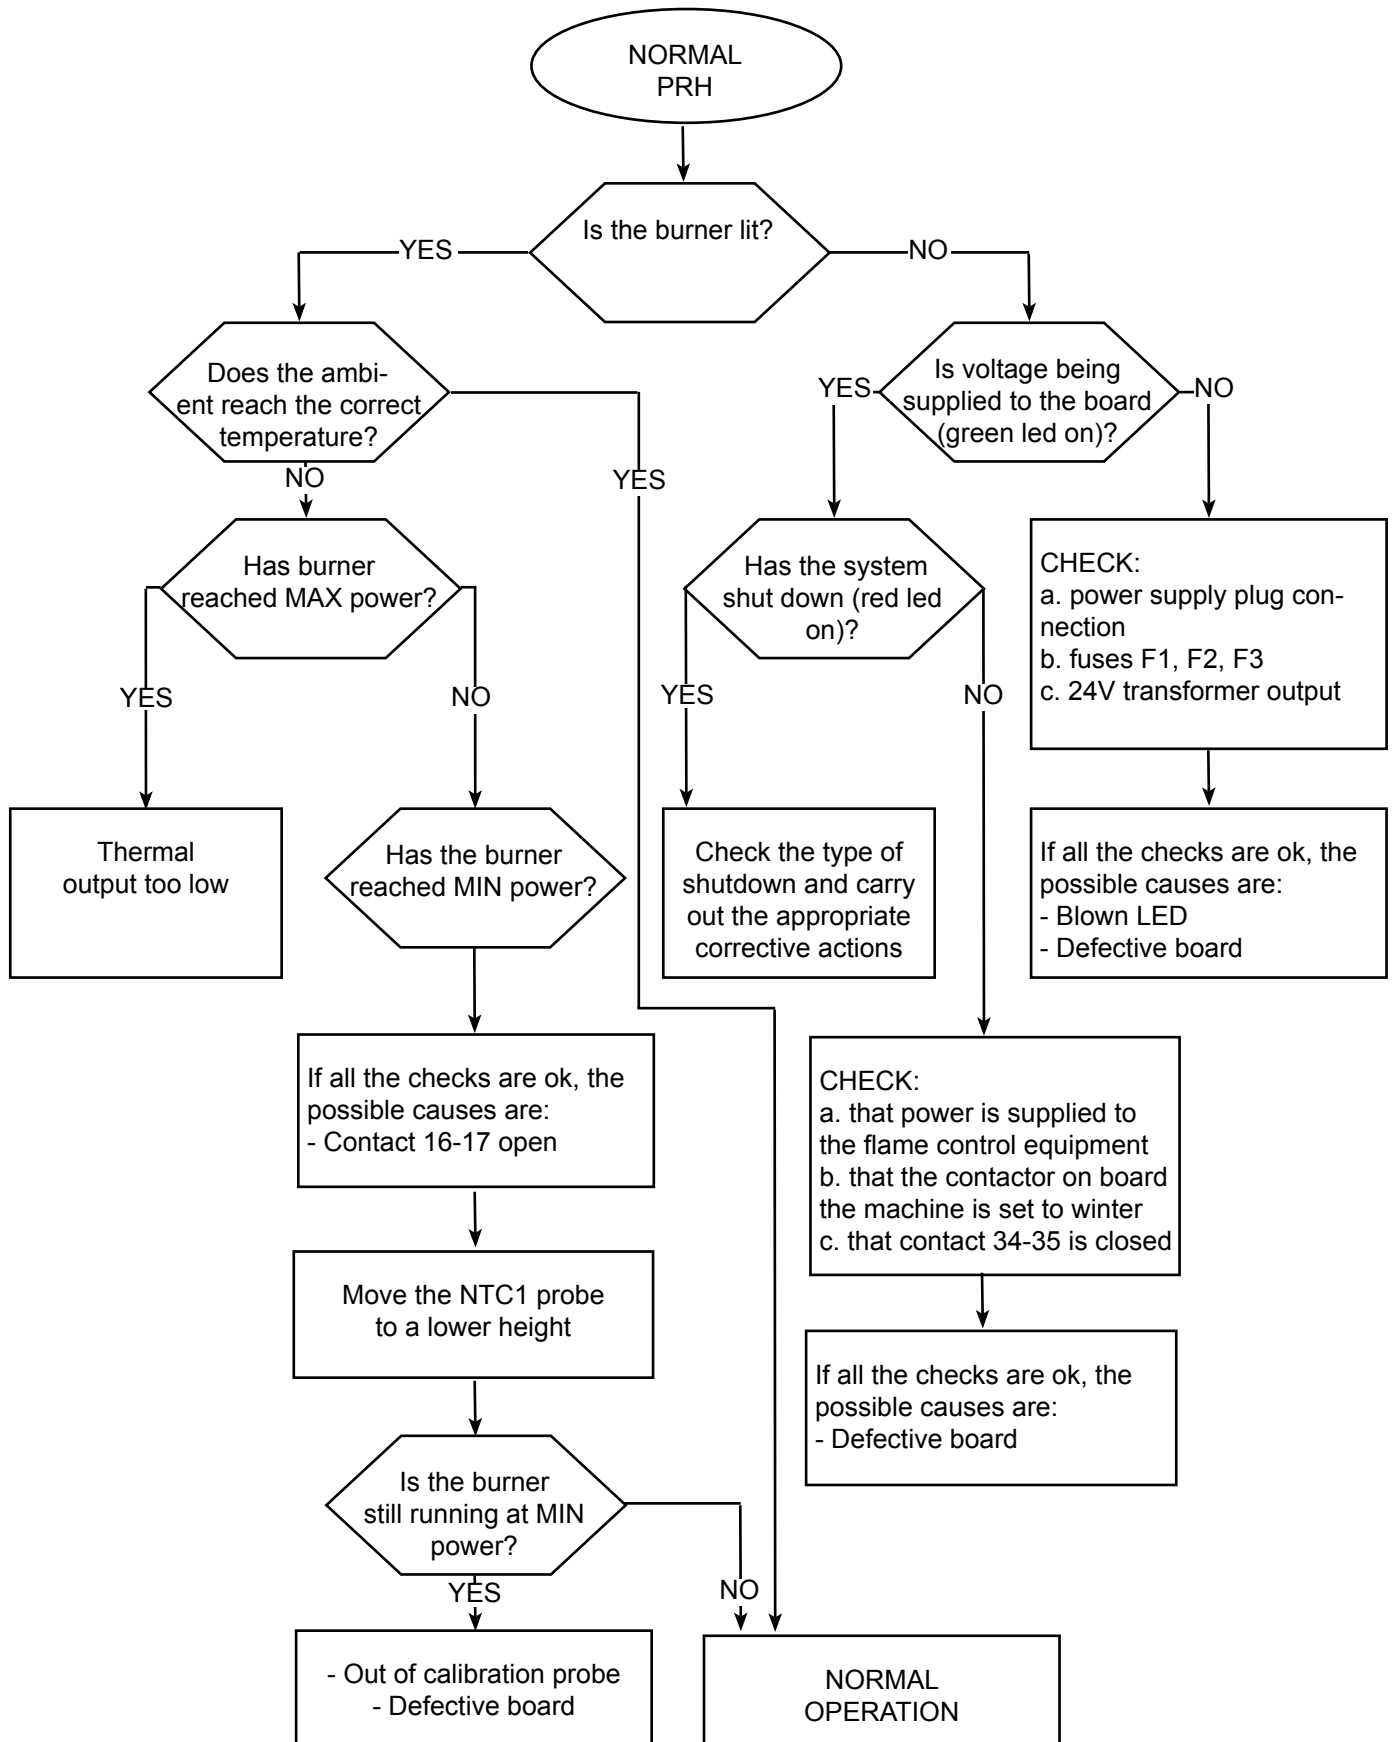 NORMAL
PRH
Is the burner lit?
YES
NO
Does the ambi-
ent reach the correct
temperature?
Is voltage being
supplied to the board
(green led on)?
YES
NO
NO
YES
Has burner
reached MAX power?
Has the system
shut down (red led
on)?
CHECK:
a. power supply plug con-
nection
b. fuses F1, F2, F3
c. 24V transformer output
YES
NO
YES
NO
Thermal
output too low
Has the burner
reached MIN power?
Check the type of
shutdown and carry
out the appropriate
corrective actions
If all the checks are ok, the
possible causes are:
- Blown LED
- Defective board
If all the checks are ok, the
possible causes are:
- Contact 16-17 open
CHECK:
a. that power is supplied to
the flame control equipment
b. that the contactor on board
the machine is set to winter
c. that contact 34-35 is closed
Move the NTC1 probe
to a lower height
If all the checks are ok, the
possible causes are:
- Defective board
Is the burner
still running at MIN
power?
YES
NO
- Out of calibration probe
- Defective board
NORMAL
OPERATION